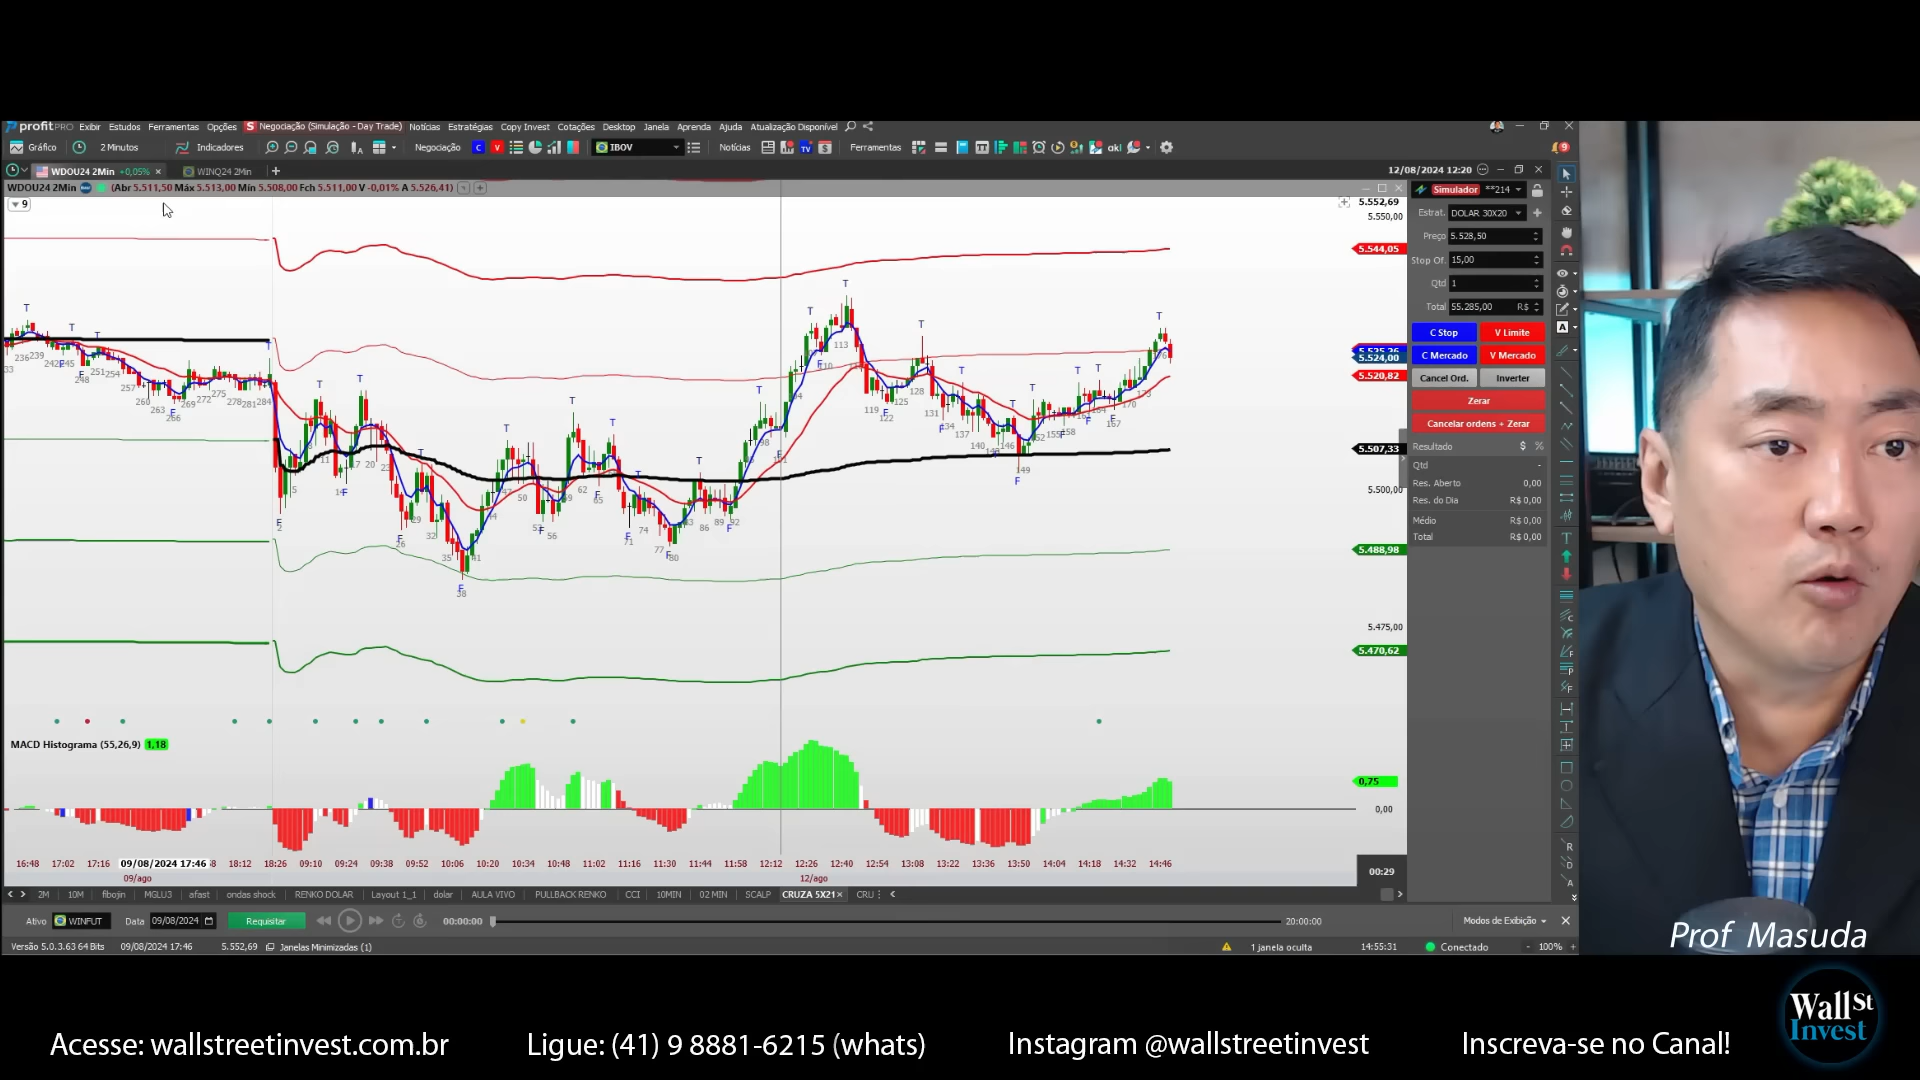 profitPRO Exibir Estudos Ferramentas Opções S Negociação (Simulação - Day Trade) Notícias Estratégias Copy Invest Cotações Desktop Janela Aprenda Ajuda Atualização Disponível
Gráfico 2 Minutos Indicadores Negociação C V IBOV Notícias TV $ Ferramentas akl 9
WDOU24 2Min +0,05% × WINQ24 2Min + 12/08/2024 12:20
WDOU24 2Min (Abr 5.511,50 Máx 5.513,00 Min 5.508,00 Fch 5.511,00 V -0,01% A 5.526,41)
9
5.552,69
5.550,00
5.544,05
5.524,00
5.520,82
5.507,33
5.500,00
5.488,98
5.475,00
5.470,62
Simulador **214
Estrat. DOLAR 30X20
Preço 5.528,50
Stop Of. 15,00
Qtd 1
Total 55.285,00 R$
C Stop V Limite
C Mercado V Mercado
Cancel Ord. Inverter
Zerar
Cancelar ordens + Zerar
Resultado $ %
Qtd -
Res. Aberto 0,00
Res. do Dia R$ 0,00
Médio R$ 0,00
Total R$ 0,00
MACD Histograma (55,26,9) 1,18
0,75
0,00
16:48 17:02 17:16 09/08/2024 17:46 18:12 18:26 09:10 09:24 09:38 09:52 10:06 10:20 10:34 10:48 11:02 11:16 11:30 11:44 11:58 12:12 12:26 12:40 12:54 13:08 13:22 13:36 13:50 14:04 14:18 14:32 14:46
09/ago 12/ago
00:29
2M 10M fibojin MGLU3 afast ondas shock RENKO DOLAR Layout 1_1 dolar AULA VIVO PULLBACK RENKO CCI 10MIN 02 MIN SCALP CRUZA 5X21 × CRU
Ativo WINFUT Data 09/08/2024 Requisitar 00:00:00 20:00:00 Modos de Exibição
Versão 5.0.3.63 64 Bits 09/08/2024 17:46 5.552,69 Janelas Minimizadas (1) 1 janela oculta 14:55:31 Conectado - 100% +
Prof Masuda
Wall St
Invest
Acesse: wallstreetinvest.com.br Ligue: (41) 9 8881-6215 (whats) Instagram @wallstreetinvest Inscreva-se no Canal!